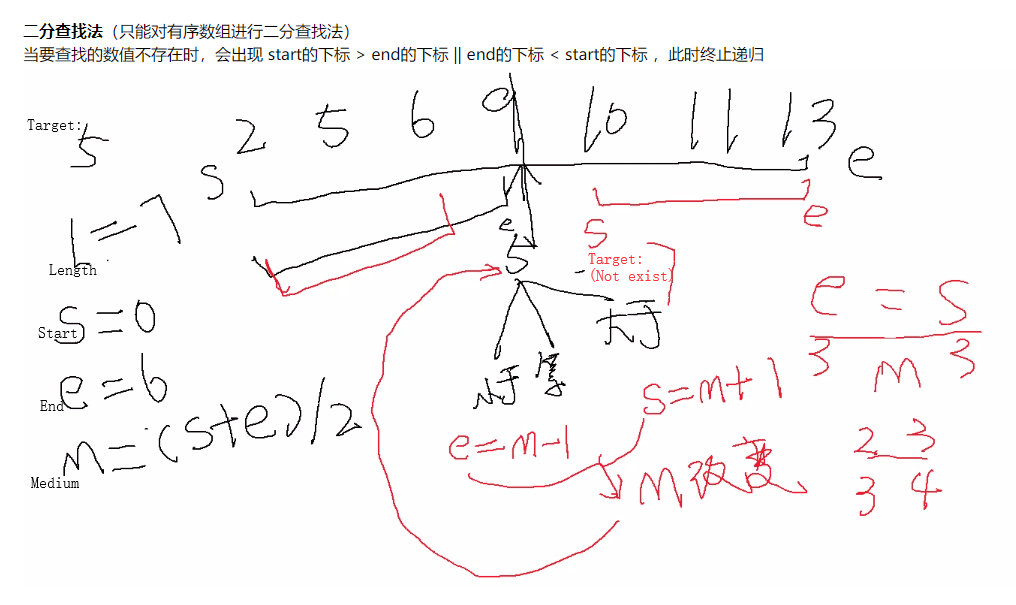 二分查找法（只能对有序数组进行二分查找法）
当要查找的数值不存在时，会出现 start的下标 > end的下标 || end的下标 < start的下标 ，此时终止递归
Target:
5
2 5 6 9 10 11 13
s
e
L=7
Length
e
s
e
5
Target:
(Not exist)
s=0
Start
大于
e = s
3 m 3
e=6
End
小于
s=m+1
m=(s+e)/2
Medium
e=m-1
m改变
2 3
3 4